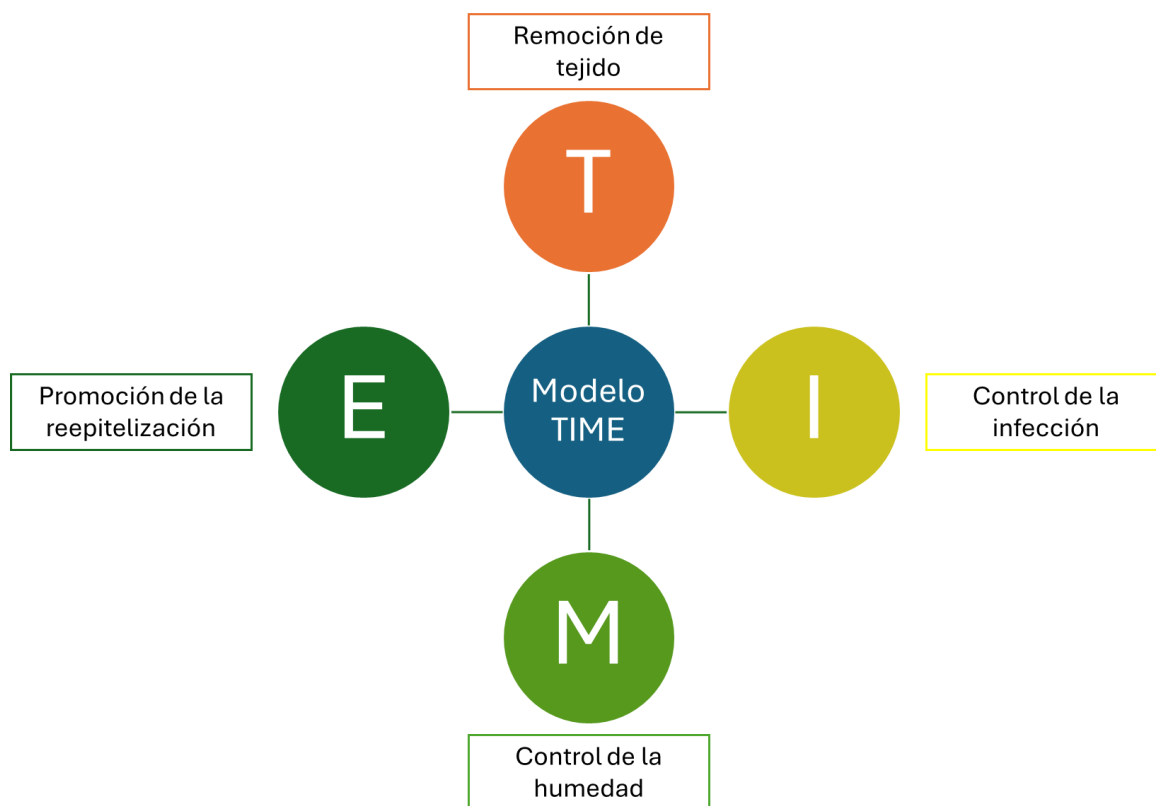 Remoción de
tejido
T
Promoción de la
reepitelización
E
Modelo
TIME
I
Control de la
infección
M
Control de la
humedad